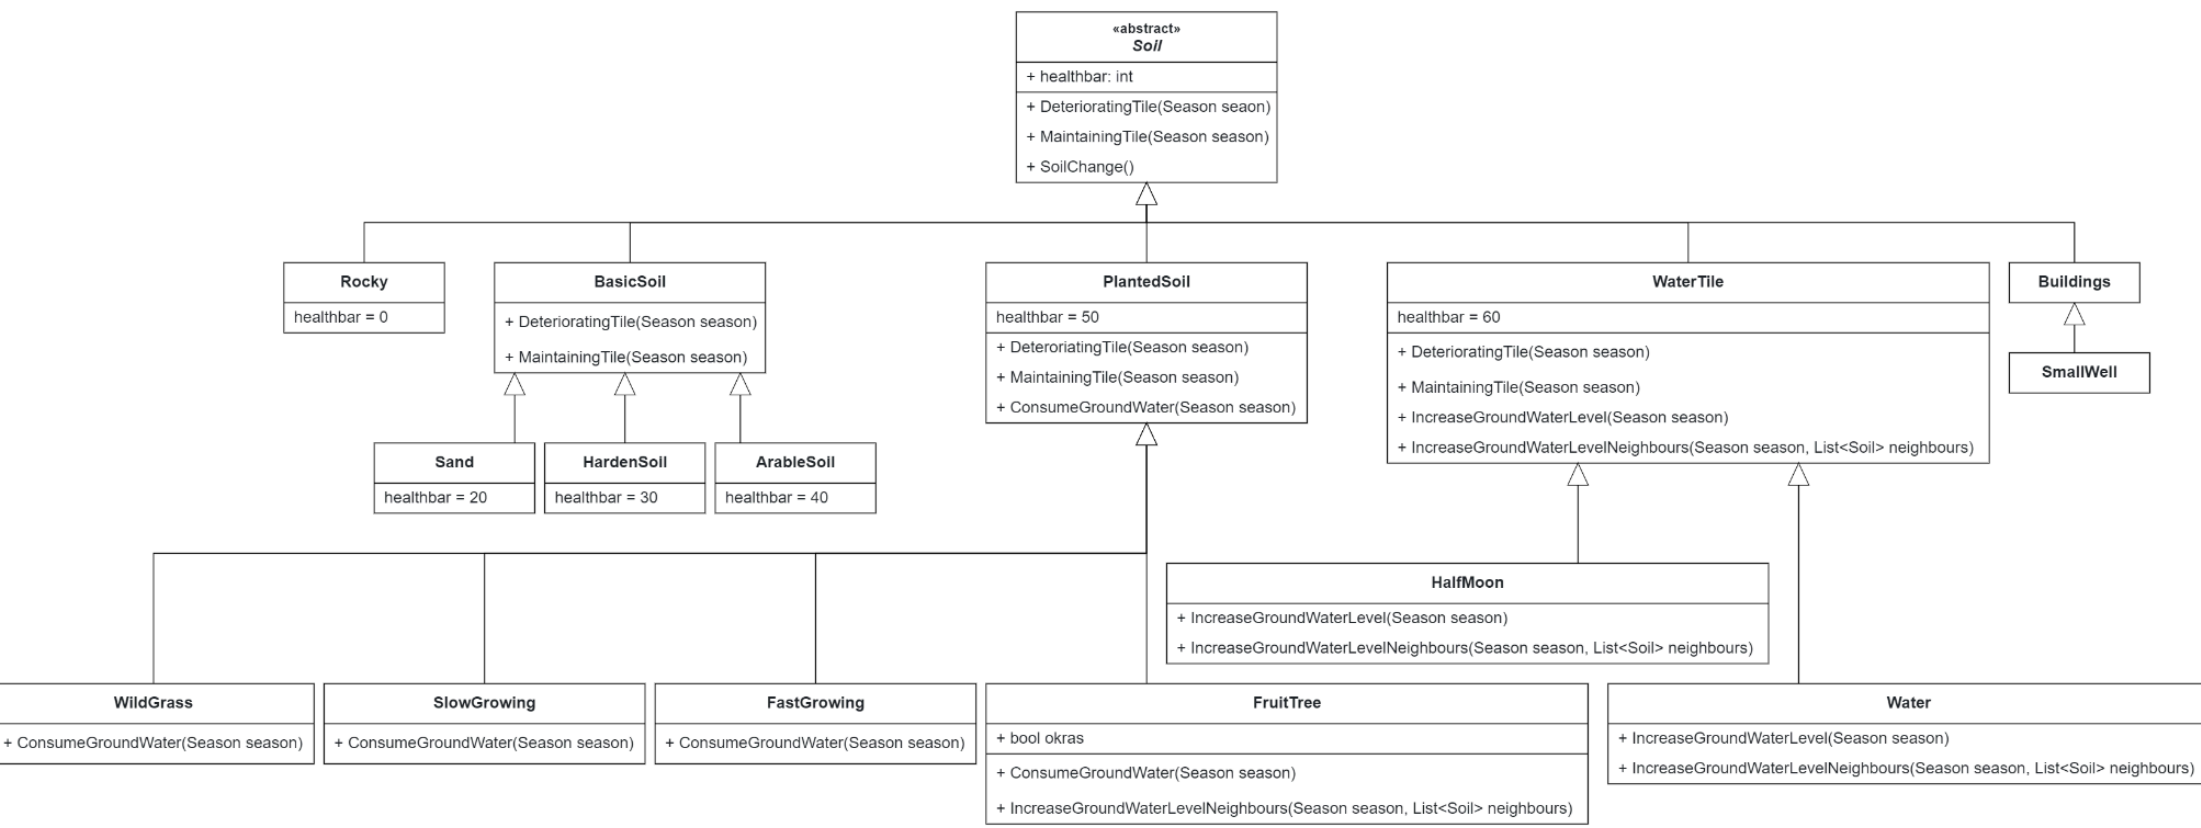 «abstract»
Soil
+ healthbar: int
+ DeterioratingTile(Season seaon)
+ MaintainingTile(Season season)
+ SoilChange()
Rocky
healthbar = 0
BasicSoil
+ DeterioratingTile(Season season)
+ MaintainingTile(Season season)
PlantedSoil
healthbar = 50
+ DeteroriatingTile(Season season)
+ MaintainingTile(Season season)
+ ConsumeGroundWater(Season season)
WaterTile
healthbar = 60
+ DeterioratingTile(Season season)
+ MaintainingTile(Season season)
+ IncreaseGroundWaterLevel(Season season)
+ IncreaseGroundWaterLevelNeighbours(Season season, List<Soil> neighbours)
Buildings
SmallWell
Sand
healthbar = 20
HardenSoil
healthbar = 30
ArableSoil
healthbar = 40
HalfMoon
+ IncreaseGroundWaterLevel(Season season)
+ IncreaseGroundWaterLevelNeighbours(Season season, List<Soil> neighbours)
WildGrass
+ ConsumeGroundWater(Season season)
SlowGrowing
+ ConsumeGroundWater(Season season)
FastGrowing
+ ConsumeGroundWater(Season season)
FruitTree
+ bool okras
+ ConsumeGroundWater(Season season)
+ IncreaseGroundWaterLevelNeighbours(Season season, List<Soil> neighbours)
Water
+ IncreaseGroundWaterLevel(Season season)
+ IncreaseGroundWaterLevelNeighbours(Season season, List<Soil> neighbours)